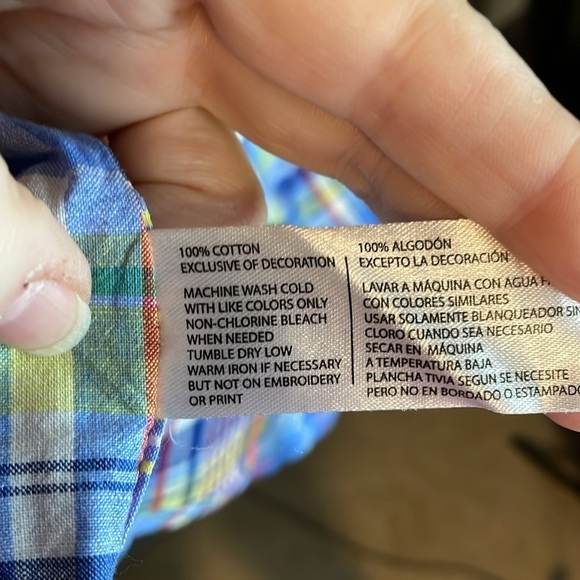 100% COTTON
EXCLUSIVE OF DECORATION
MACHINE WASH COLD
WITH LIKE COLORS ONLY
NON-CHLORINE BLEACH
WHEN NEEDED
TUMBLE DRY LOW
WARM IRON IF NECESSARY
BUT NOT ON EMBROIDERY
OR PRINT
100% ALGODÓN
EXCEPTO LA DECORACIÓN
LAVAR A MÁQUINA CON AGUA
CON COLORES SIMILARES
USAR SOLAMENTE BLANQUEADOR SIN
CLORO CUANDO SEA NECESARIO
SECAR EN MÁQUINA
A TEMPERATURA BAJA
PLANCHA TIVIA SEGUN SE NECESITE
PERO NO EN BORDADO O ESTAMPADO